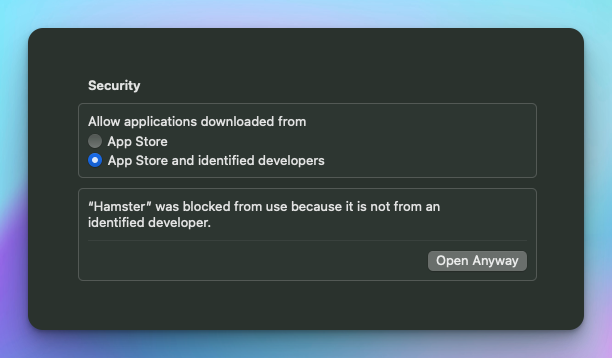 Security
Allow applications downloaded from
App Store
App Store and identified developers
“Hamster” was blocked from use because it is not from an
identified developer.
Open Anyway